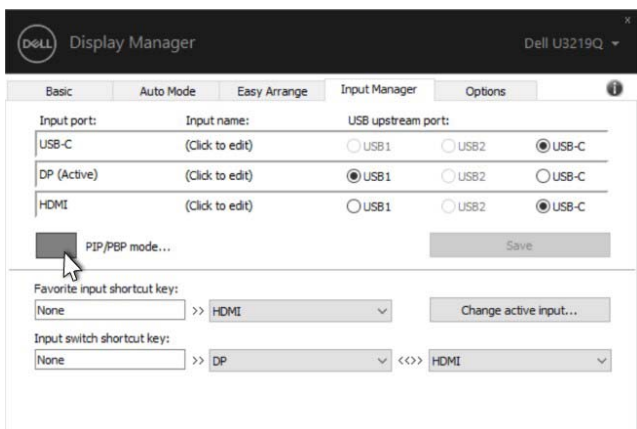 DELL Display Manager Dell U3219Q
x
Basic Auto Mode Easy Arrange Input Manager Options i
Input port: Input name: USB upstream port:
USB-C (Click to edit) USB1 USB2 USB-C
DP (Active) (Click to edit) USB1 USB2 USB-C
HDMI (Click to edit) USB1 USB2 USB-C
PIP/PBP mode... Save
Favorite input shortcut key:
None >> HDMI Change active input...
Input switch shortcut key:
None >> DP <<>> HDMI